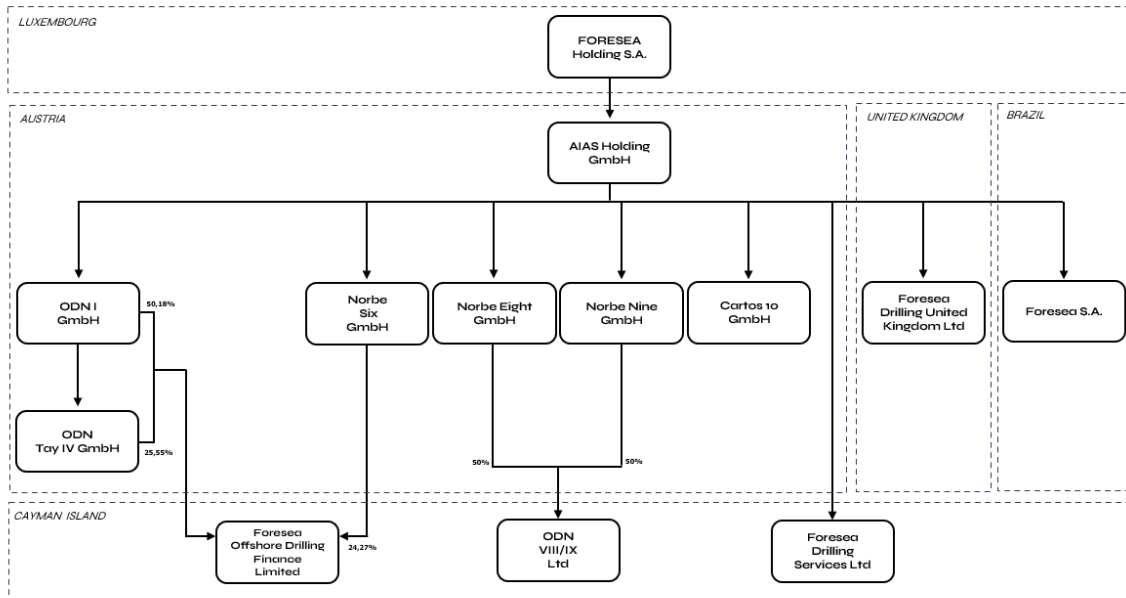 LUXEMBOURG
FORESEA
Holding S.A.
AUSTRIA
UNITED KINGDOM
BRAZIL
AIAS Holding
GmbH
ODN I
GmbH
50,18%
Norbe
Six
GmbH
Norbe Eight
GmbH
Norbe Nine
GmbH
Cartos 10
GmbH
Foresea
Drilling United
Kingdom Ltd
Foresea S.A.
ODN
Tay IV GmbH
25,55%
50%
50%
CAYMAN ISLAND
Foresea
Offshore Drilling
Finance
Limited
24,27%
ODN
VIII/IX
Ltd
Foresea
Drilling
Services Ltd